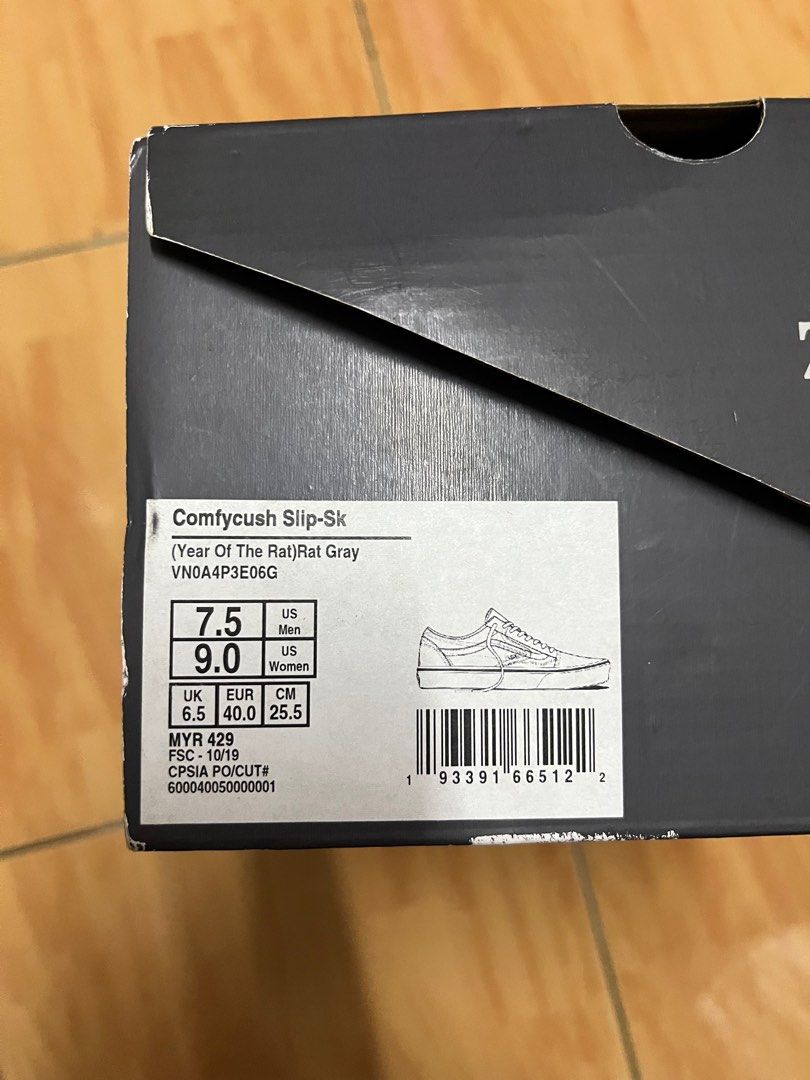 Comfycush Slip-Sk
(Year Of The Rat)Rat Gray
VN0A4P3E06G
7.5 US Men
9.0 US Women
UK EUR CM
6.5 40.0 25.5
MYR 429
FSC - 10/19
CPSIA PO/CUT#
600040050000001
1 93391 66512 2